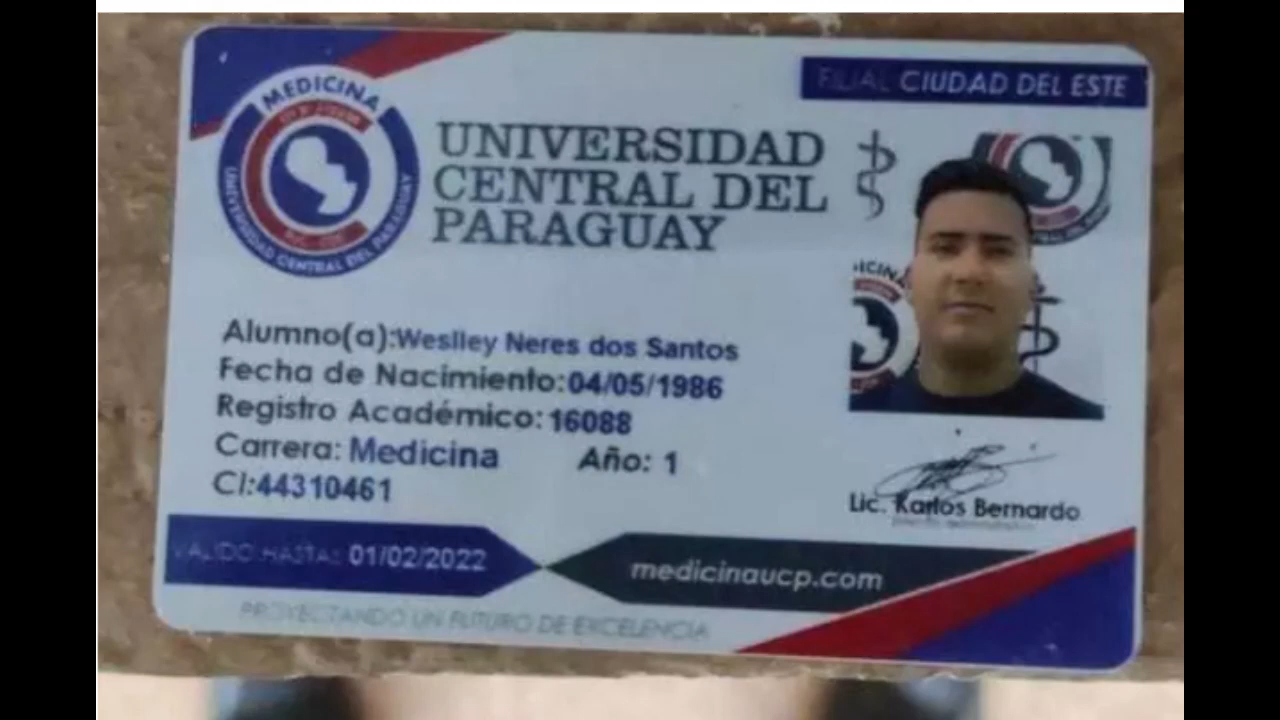 FILIAL CIUDAD DEL ESTE
MEDICINA
UNIVERSIDAD CENTRAL DEL PARAGUAY
UNIVERSIDAD
CENTRAL DEL
PARAGUAY
ICINA
Alumno(a):Weslley Neres dos Santos
Fecha de Nacimiento:04/05/1986
Registro Académico:16088
Carrera: Medicina Año: 1
CI:44310461
Lic. Karlos Bernardo
VALIDO HASTA: 01/02/2022
medicinaucp.com
PROYECTANDO UN FUTURO DE EXCELENCIA